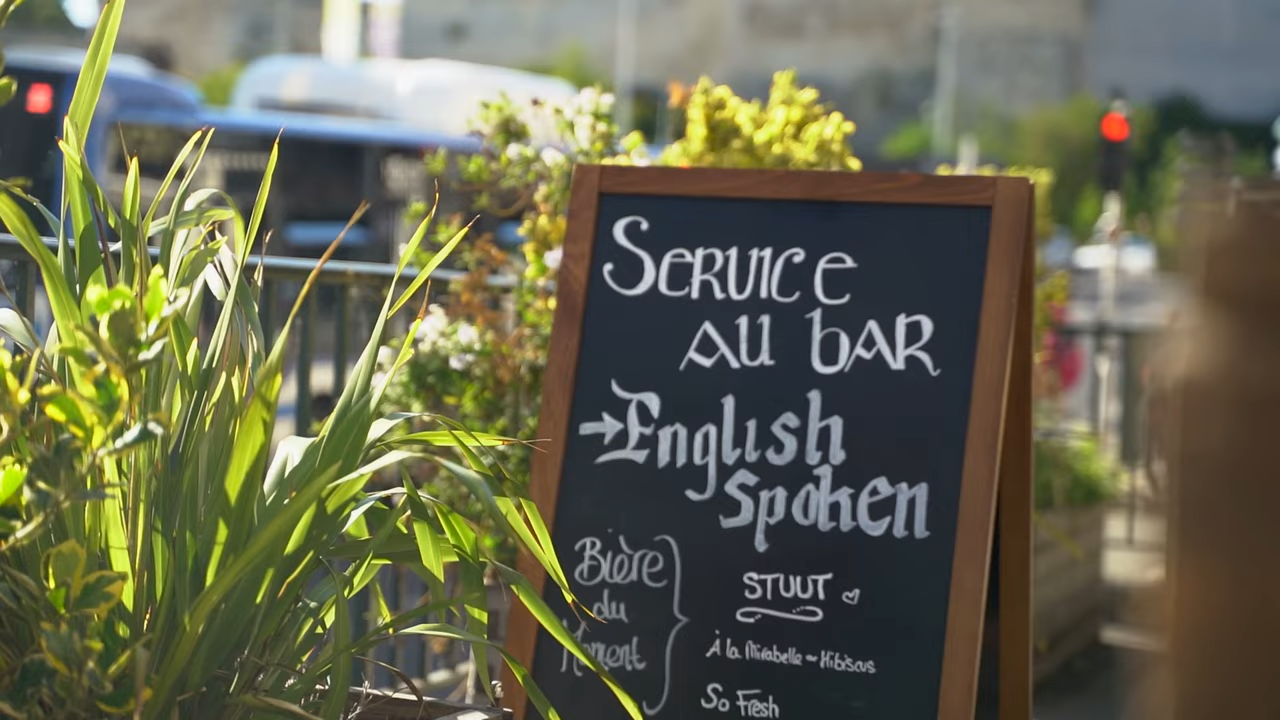 Service
au bar
→English
Spoken
Bière
du
Moment
STUUT ♡
À la Mirabelle ~ Hibiscus
So Fresh